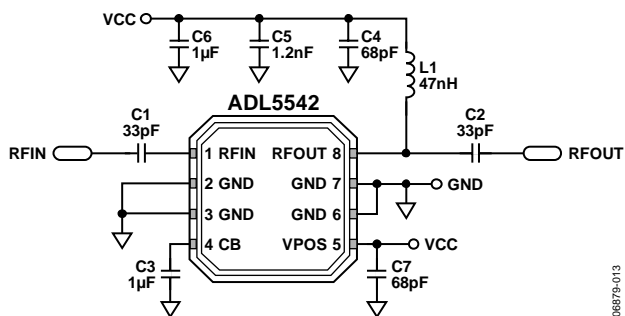 VCC
C6
1µF
C5
1.2nF
C4
68pF
L1
47nH
ADL5542
C1
33pF
C2
33pF
RFIN
1 RFIN
RFOUT 8
RFOUT
2 GND
GND 7
GND
3 GND
GND 6
4 CB
VPOS 5
VCC
C3
1µF
C7
68pF
06879-013